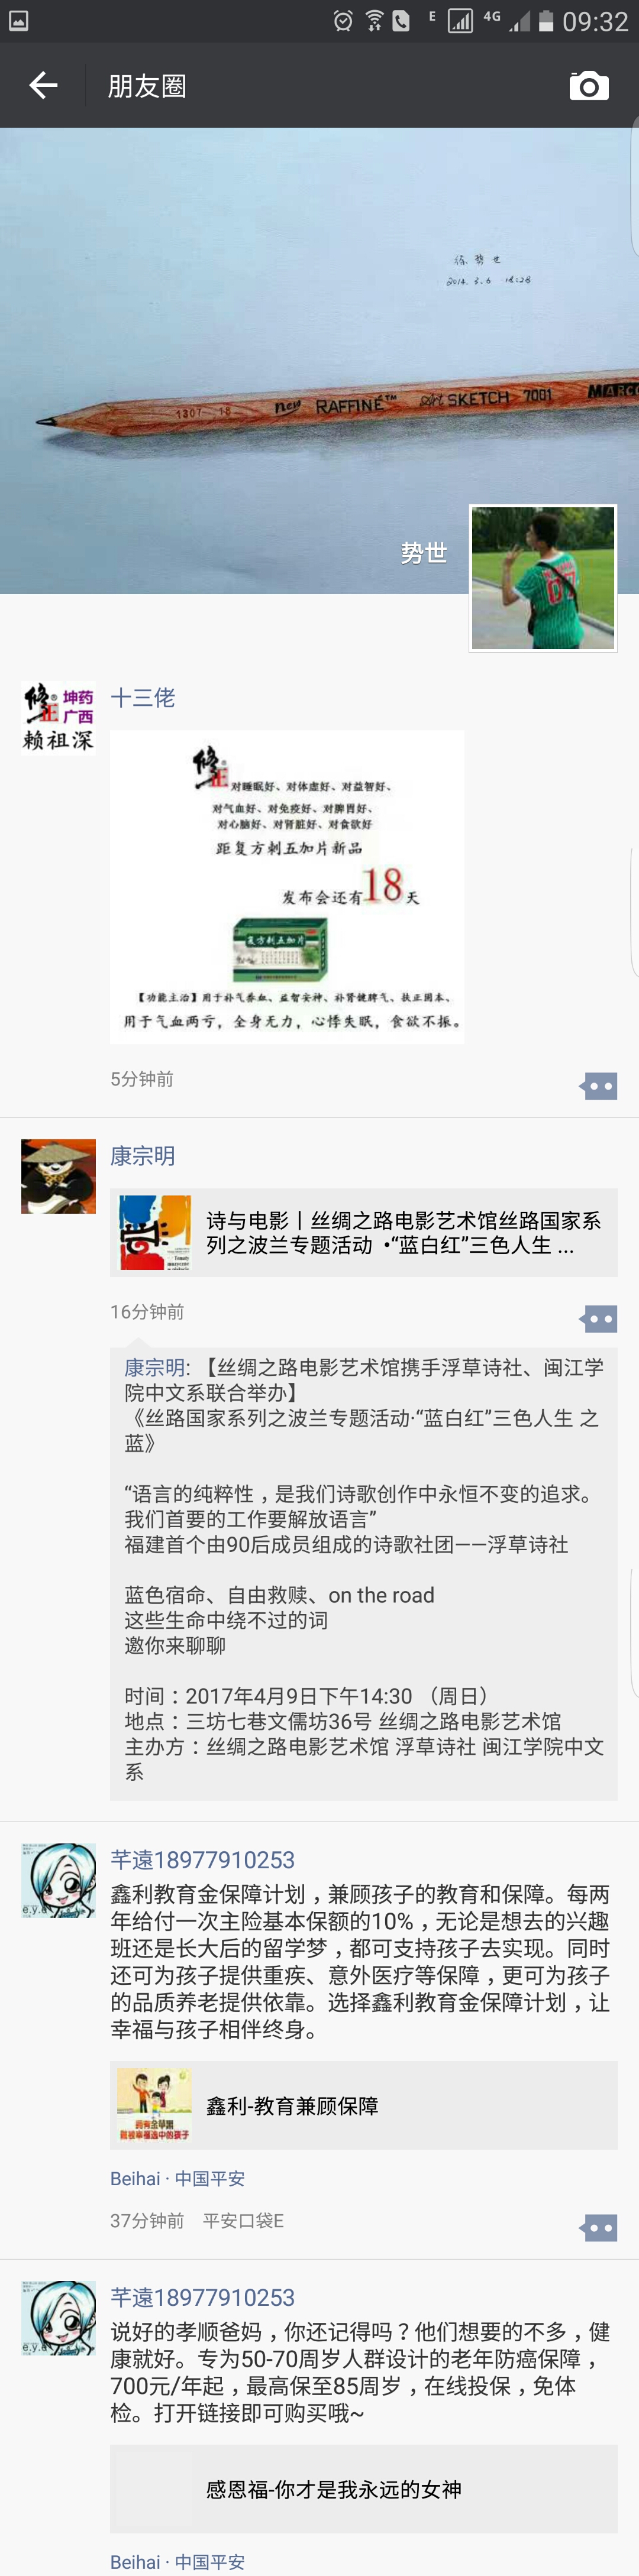 E
4G
09:32
朋友圈
练 势 世
2014. 5. 6
1307 18 new RAFFINE™ Art SKETCH 7001 MARCO
势世
07
修正
坤药
广西
赖祖深
十三佬
修正
对睡眠好、对体虚好、对益智好、
对气血好、对免疫好、对脾胃好、
对心脑好、对肾脏好、对食欲好
距复方刺五加片新品
发布会还有18天
复方刺五加片
【功能主治】用于补气养血、益智安神、补肾健脾气、扶正固本、
用于气血两亏，全身无力，心悸失眠，食欲不振。
5分钟前
康宗明
诗与电影丨丝绸之路电影艺术馆丝路国家系
列之波兰专题活动 •“蓝白红”三色人生 ...
16分钟前
康宗明: 【丝绸之路电影艺术馆携手浮草诗社、闽江学
院中文系联合举办】
《丝路国家系列之波兰专题活动·“蓝白红”三色人生 之
蓝》
“语言的纯粹性，是我们诗歌创作中永恒不变的追求。
我们首要的工作要解放语言”
福建首个由90后成员组成的诗歌社团——浮草诗社
蓝色宿命、自由救赎、on the road
这些生命中绕不过的词
邀你来聊聊
时间：2017年4月9日下午14:30 （周日）
地点：三坊七巷文儒坊36号 丝绸之路电影艺术馆
主办方：丝绸之路电影艺术馆 浮草诗社 闽江学院中文
系
e.y.e
芊遠18977910253
鑫利教育金保障计划，兼顾孩子的教育和保障。每两
年给付一次主险基本保额的10%，无论是想去的兴趣
班还是长大后的留学梦，都可支持孩子去实现。同时
还可为孩子提供重疾、意外医疗等保障，更可为孩子
的品质养老提供依靠。选择鑫利教育金保障计划，让
幸福与孩子相伴终身。
拥有金苹果
就被幸福选中的孩子
鑫利-教育兼顾保障
Beihai · 中国平安
37分钟前 平安口袋E
e.y.e
芊遠18977910253
说好的孝顺爸妈，你还记得吗？他们想要的不多，健
康就好。专为50-70周岁人群设计的老年防癌保障，
700元/年起，最高保至85周岁，在线投保，免体
检。打开链接即可购买哦~
感恩福-你才是我永远的女神
Beihai · 中国平安